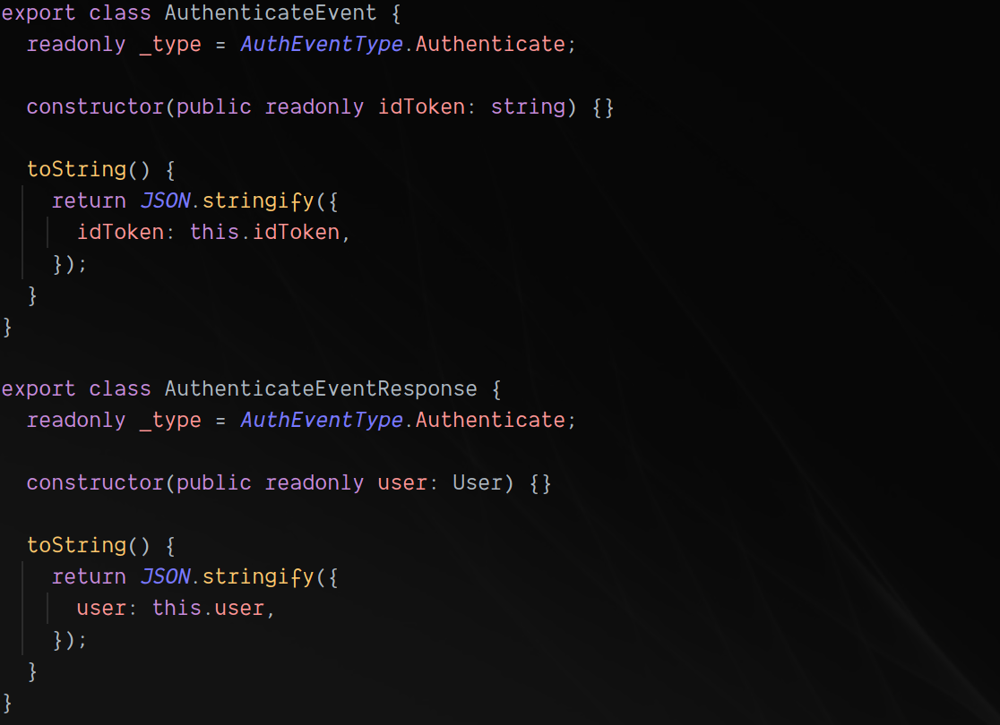 export class AuthenticateEvent {
  readonly _type = AuthEventType.Authenticate;
  constructor(public readonly idToken: string) {}
  toString() {
    return JSON.stringify({
      idToken: this.idToken,
    });
  }
}
export class AuthenticateEventResponse {
  readonly _type = AuthEventType.Authenticate;
  constructor(public readonly user: User) {}
  toString() {
    return JSON.stringify({
      user: this.user,
    });
  }
}